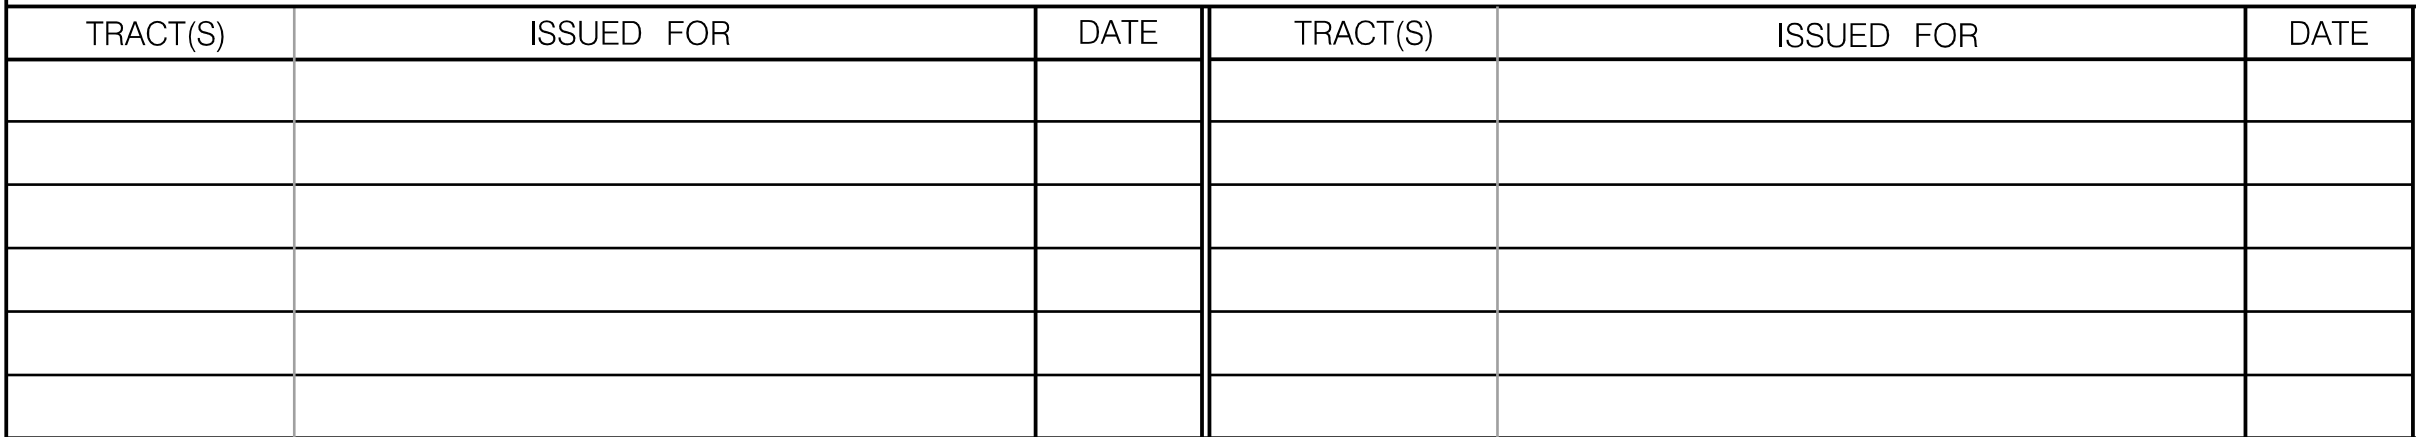 TRACT(S) ISSUED FOR DATE TRACT(S) ISSUED FOR DATE